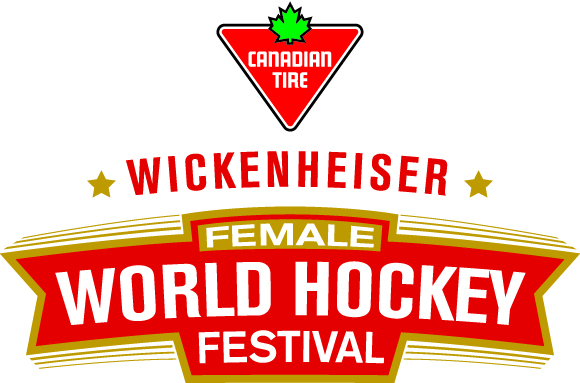 CANADIAN
TIRE
WICKENHEISER
FEMALE
WORLD HOCKEY
FESTIVAL